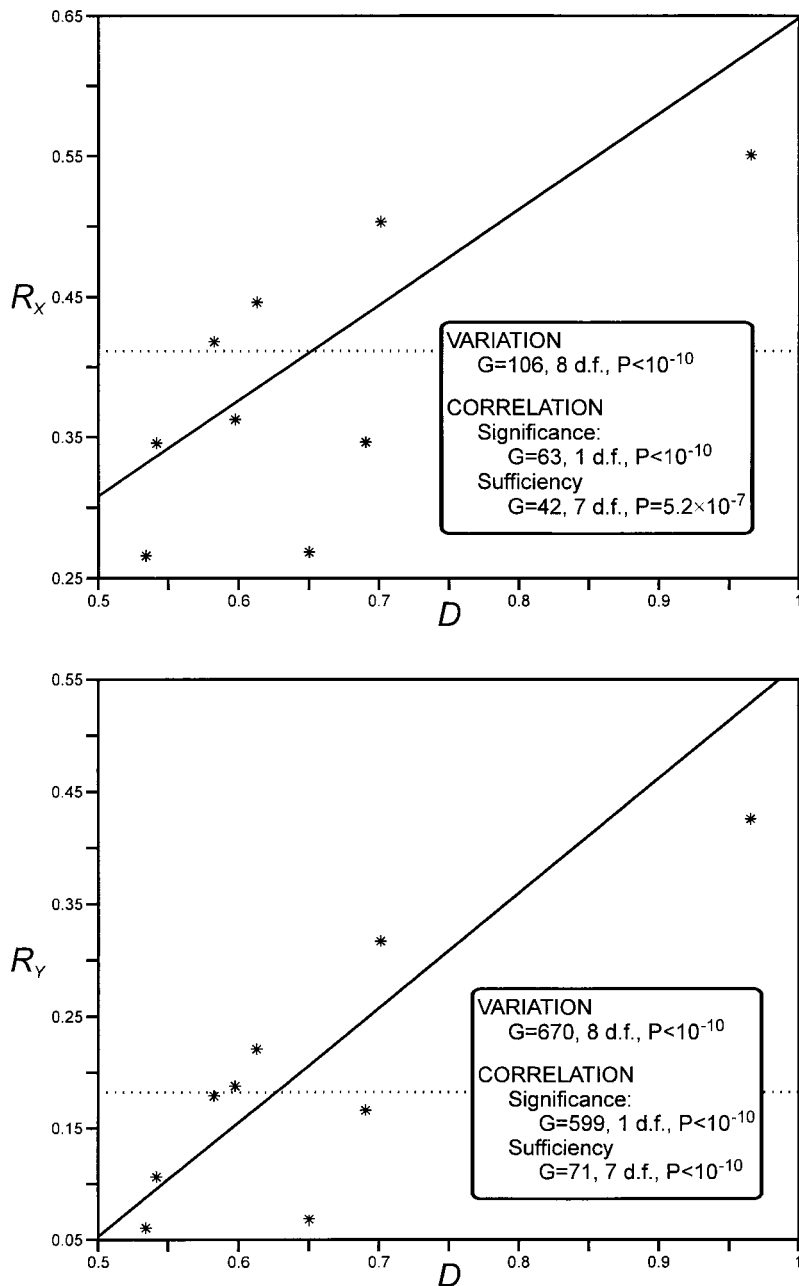 0.65
0.55
R_X
0.45
0.35
0.25
VARIATION
G=106, 8 d.f., P<10^-10
CORRELATION
Significance:
G=63, 1 d.f., P<10^-10
Sufficiency
G=42, 7 d.f., P=5.2×10^-7
0.5 0.6 0.7 0.8 0.9 1
D
0.55
0.45
0.35
R_Y
0.25
0.15
0.05
VARIATION
G=670, 8 d.f., P<10^-10
CORRELATION
Significance:
G=599, 1 d.f., P<10^-10
Sufficiency
G=71, 7 d.f., P<10^-10
0.5 0.6 0.7 0.8 0.9 1
D